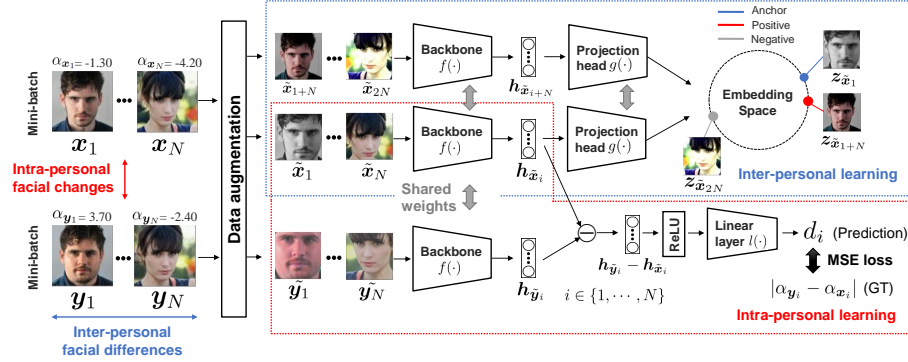 Mini-batch
α_{x_1} = -1.30
α_{x_N} = -4.20
x_1
x_N
Intra-personal
facial changes
Mini-batch
α_{y_1} = 3.70
α_{y_N} = -2.40
y_1
y_N
Inter-personal
facial differences
Data augmentation
x̃_{1+N}
x̃_{2N}
Backbone
f(·)
h_{x̃_{i+N}}
Projection
head g(·)
x̃_1
x̃_N
Backbone
f(·)
h_{x̃_i}
Projection
head g(·)
Shared
weights
ỹ_1
ỹ_N
Backbone
f(·)
h_{ỹ_i}
Anchor
Positive
Negative
Embedding
Space
z_{x̃_1}
z_{x̃_{1+N}}
z_{x̃_{2N}}
Inter-personal learning
h_{ỹ_i} − h_{x̃_i}
i ∈ {1, ··· , N}
ReLU
Linear
layer l(·)
d_i (Prediction)
MSE loss
|α_{y_i} − α_{x_i}| (GT)
Intra-personal learning